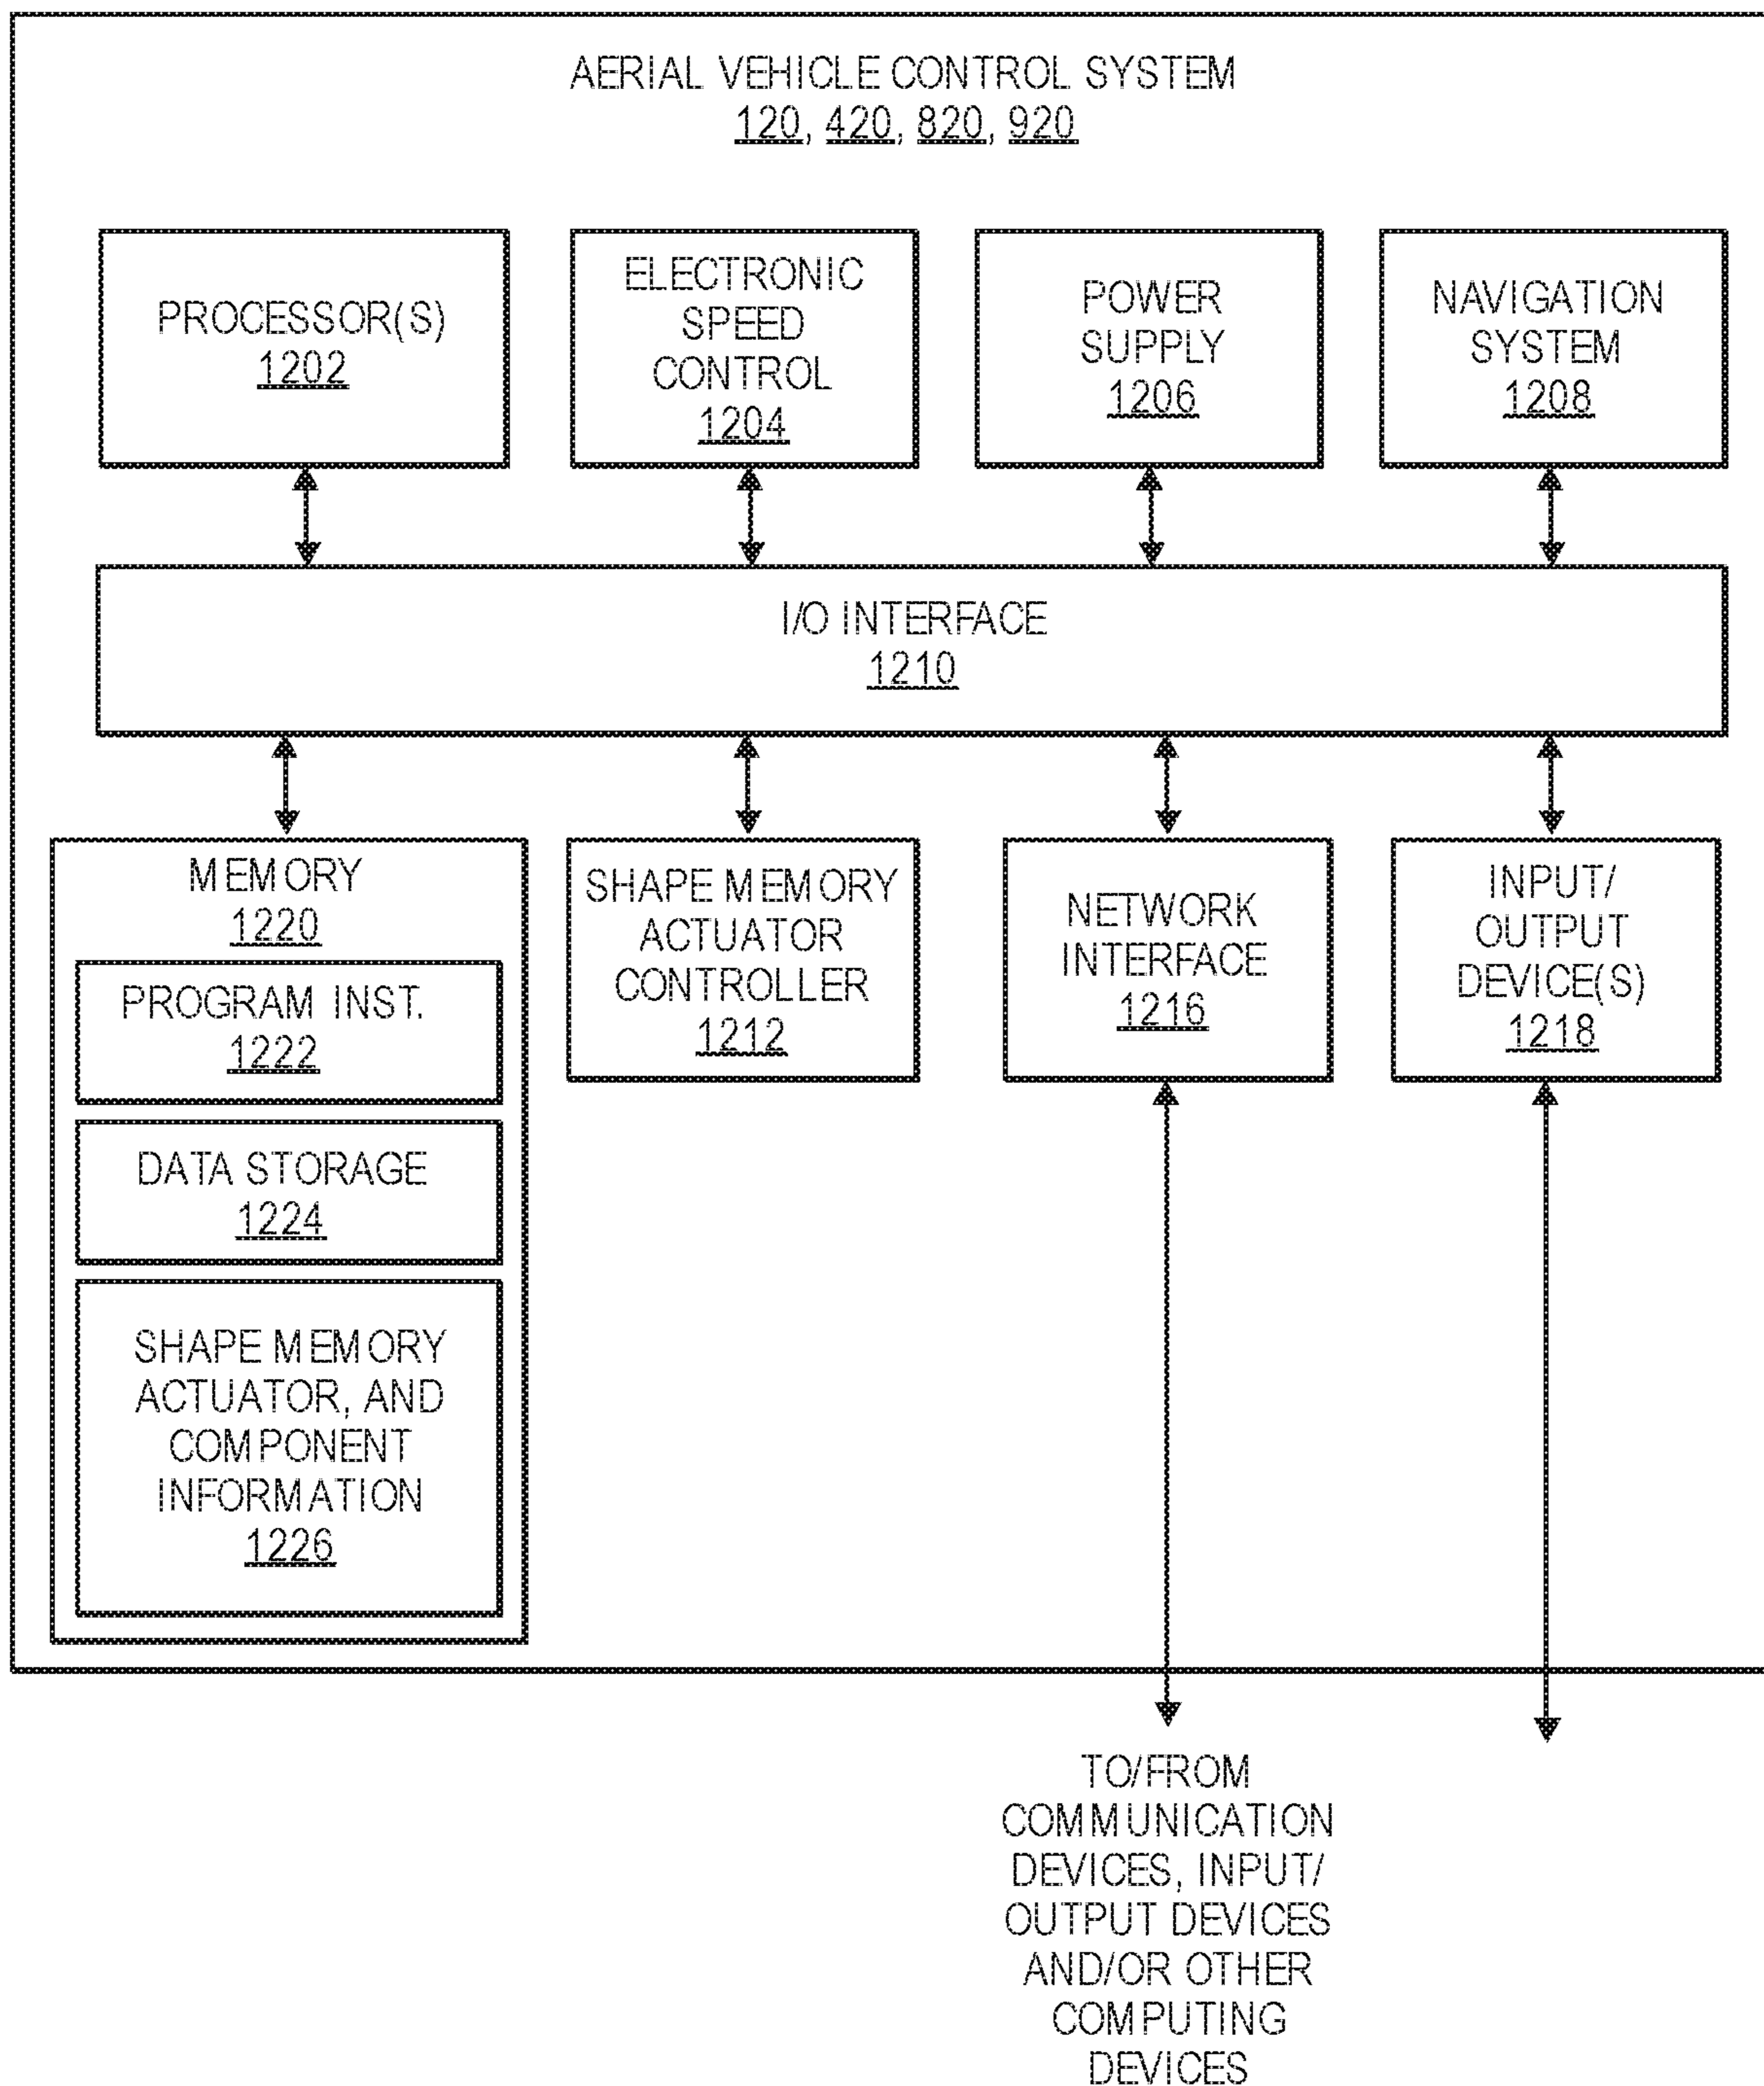 AERIAL VEHICLE CONTROL SYSTEM
120, 420, 820, 920
PROCESSOR(S)
1202
ELECTRONIC
SPEED
CONTROL
1204
POWER
SUPPLY
1206
NAVIGATION
SYSTEM
1208
I/O INTERFACE
1210
MEMORY
1220
PROGRAM INST.
1222
DATA STORAGE
1224
SHAPE MEMORY
ACTUATOR, AND
COMPONENT
INFORMATION
1226
SHAPE MEMORY
ACTUATOR
CONTROLLER
1212
NETWORK
INTERFACE
1216
INPUT/
OUTPUT
DEVICE(S)
1218
TO/FROM
COMMUNICATION
DEVICES, INPUT/
OUTPUT DEVICES
AND/OR OTHER
COMPUTING
DEVICES